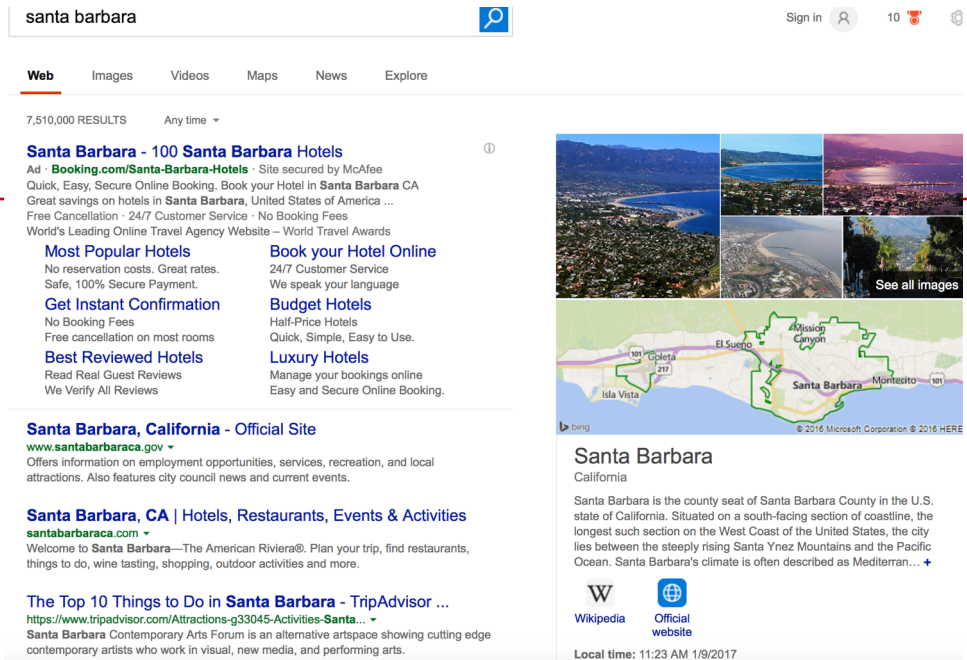 santa barbara
Sign in
10
Web Images Videos Maps News Explore
7,510,000 RESULTS Any time
Santa Barbara - 100 Santa Barbara Hotels
Ad · Booking.com/Santa-Barbara-Hotels · Site secured by McAfee
Quick, Easy, Secure Online Booking. Book your Hotel in Santa Barbara CA
Great savings on hotels in Santa Barbara, United States of America ...
Free Cancellation · 24/7 Customer Service · No Booking Fees
World's Leading Online Travel Agency Website – World Travel Awards
Most Popular Hotels
No reservation costs. Great rates.
Safe, 100% Secure Payment.
Book your Hotel Online
24/7 Customer Service
We speak your language
Get Instant Confirmation
No Booking Fees
Free cancellation on most rooms
Budget Hotels
Half-Price Hotels
Quick, Simple, Easy to Use.
Best Reviewed Hotels
Read Real Guest Reviews
We Verify All Reviews
Luxury Hotels
Manage your bookings online
Easy and Secure Online Booking.
Santa Barbara, California - Official Site
www.santabarbaraca.gov
Offers information on employment opportunities, services, recreation, and local
attractions. Also features city council news and current events.
Santa Barbara, CA | Hotels, Restaurants, Events & Activities
santabarbaraca.com
Welcome to Santa Barbara—The American Riviera®. Plan your trip, find restaurants,
things to do, wine tasting, shopping, outdoor activities and more.
The Top 10 Things to Do in Santa Barbara - TripAdvisor ...
https://www.tripadvisor.com/Attractions-g33045-Activities-Santa...
Santa Barbara Contemporary Arts Forum is an alternative artspace showing cutting edge
contemporary artists who work in visual, new media, and performing arts.
See all images
Mission
Canyon
El Sueno
101
Goleta
217
Isla Vista
Santa Barbara
Montecito
101
bing
© 2016 Microsoft Corporation © 2016 HERE
Santa Barbara
California
Santa Barbara is the county seat of Santa Barbara County in the U.S.
state of California. Situated on a south-facing section of coastline, the
longest such section on the West Coast of the United States, the city
lies between the steeply rising Santa Ynez Mountains and the Pacific
Ocean. Santa Barbara's climate is often described as Mediterran... +
W
Wikipedia
Official
website
Local time: 11:23 AM 1/9/2017